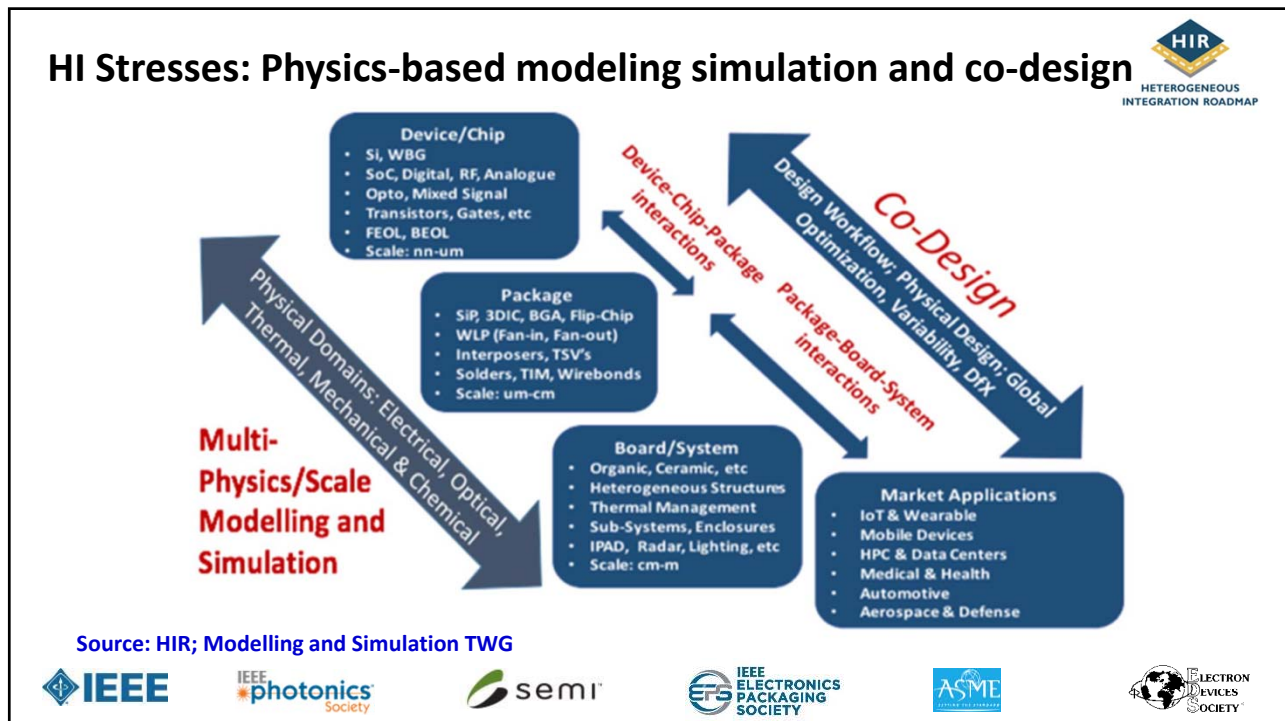 HI Stresses: Physics-based modeling simulation and co-design
HIR
HETEROGENEOUS
INTEGRATION ROADMAP
Device/Chip
• Si, WBG
• SoC, Digital, RF, Analogue
• Opto, Mixed Signal
• Transistors, Gates, etc
• FEOL, BEOL
• Scale: nn-um
Device-Chip-Package
interactions
Co-Design
Design Workflow; Physical Design; Global
Optimization, Variability, DfX
Package
• SiP, 3DIC, BGA, Flip-Chip
• WLP (Fan-in, Fan-out)
• Interposers, TSV's
• Solders, TIM, Wirebonds
• Scale: um-cm
Package-Board-System
interactions
Physical Domains: Electrical, Optical,
Thermal, Mechanical & Chemical
Multi-
Physics/Scale
Modelling and
Simulation
Board/System
• Organic, Ceramic, etc
• Heterogeneous Structures
• Thermal Management
• Sub-Systems, Enclosures
• IPAD, Radar, Lighting, etc
• Scale: cm-m
Market Applications
• IoT & Wearable
• Mobile Devices
• HPC & Data Centers
• Medical & Health
• Automotive
• Aerospace & Defense
Source: HIR; Modelling and Simulation TWG
IEEE
IEEE
photonics
Society
semi™
EPS
IEEE
ELECTRONICS
PACKAGING
SOCIETY
ASME
SETTING THE STANDARD
EDS
ELECTRON
DEVICES
SOCIETY